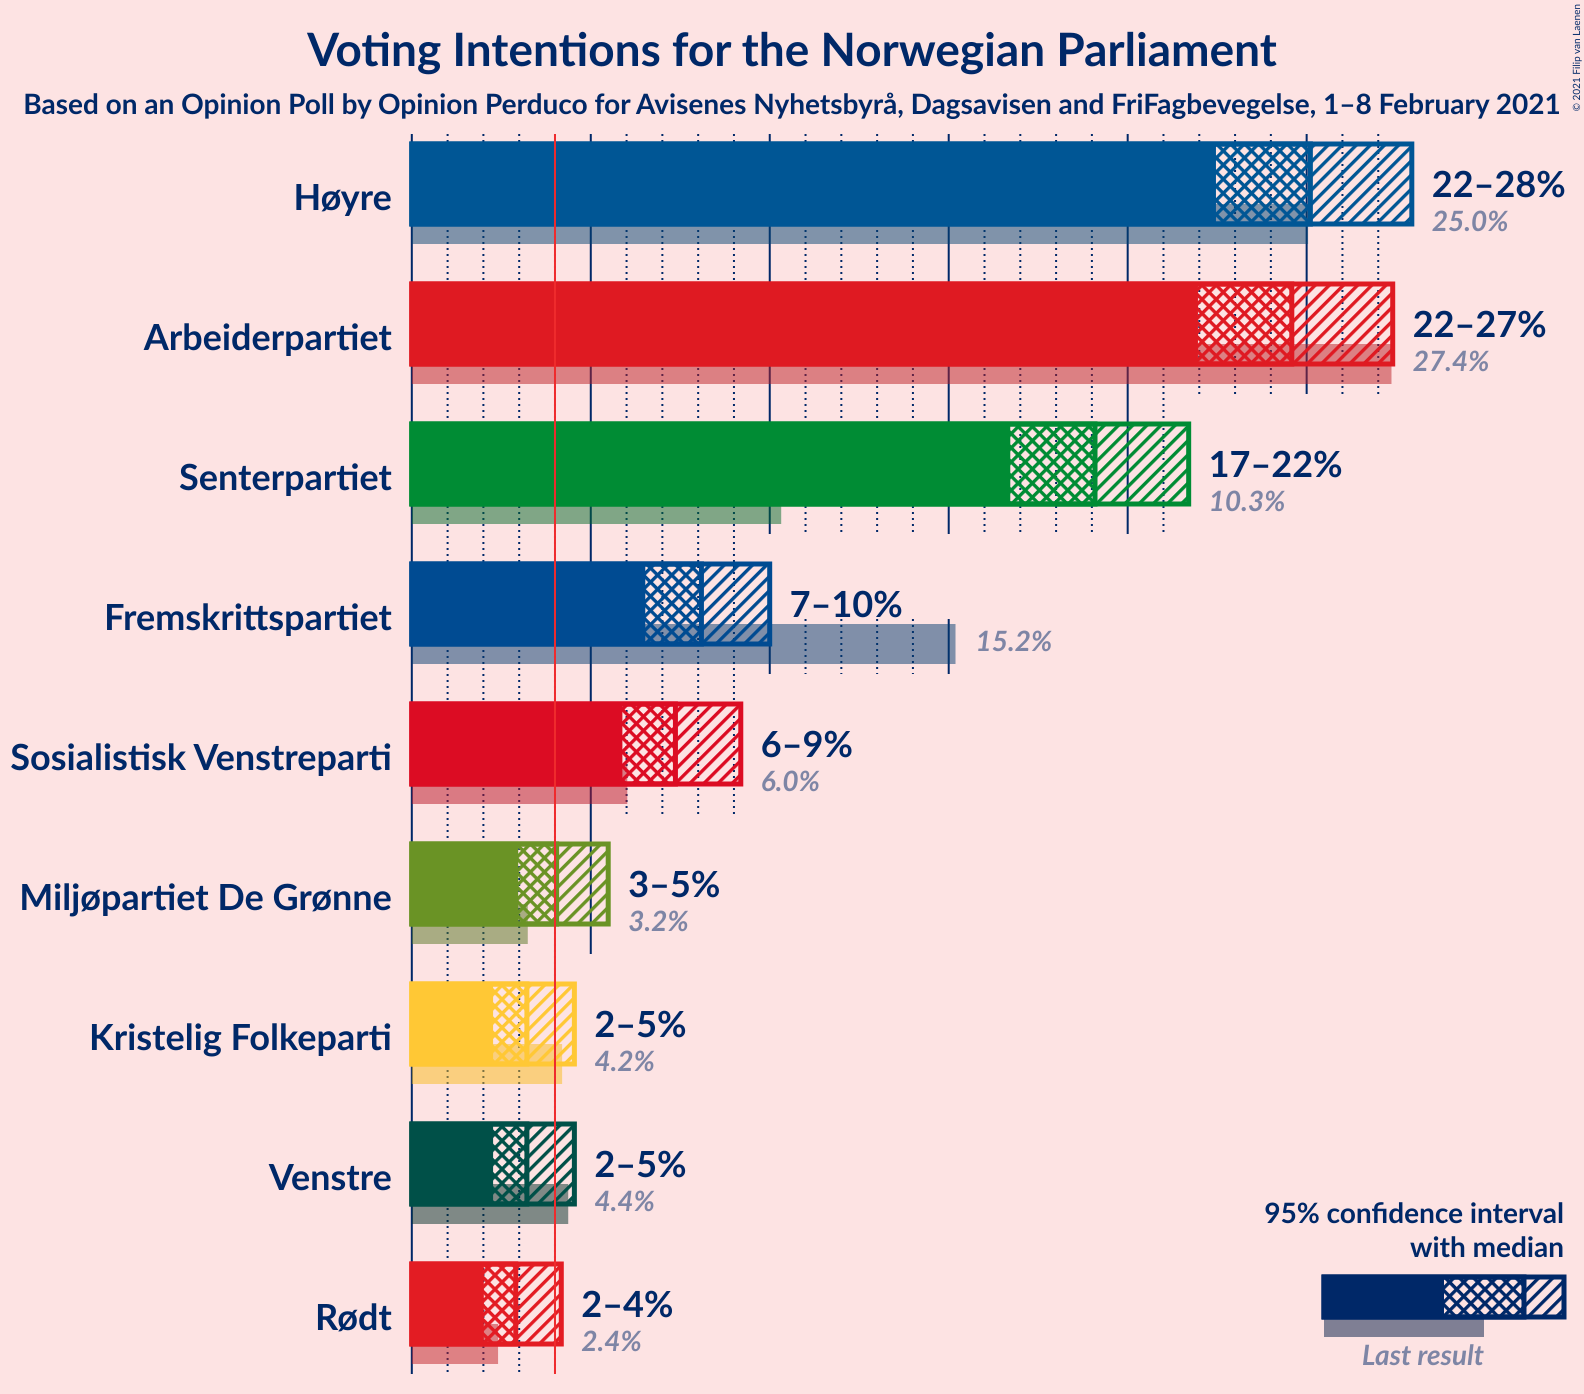 Voting Intentions for the Norwegian Parliament
Based on an Opinion Poll by Opinion Perduco for Avisenes Nyhetsbyrå, Dagsavisen and FriFagbevegelse, 1–8 February 2021
© 2021 Filip van Laenen
Høyre
22–28%
25.0%
Arbeiderpartiet
22–27%
27.4%
Senterpartiet
17–22%
10.3%
Fremskrittspartiet
7–10%
15.2%
Sosialistisk Venstreparti
6–9%
6.0%
Miljøpartiet De Grønne
3–5%
3.2%
Kristelig Folkeparti
2–5%
4.2%
Venstre
2–5%
4.4%
Rødt
2–4%
2.4%
95% confidence interval
with median
Last result